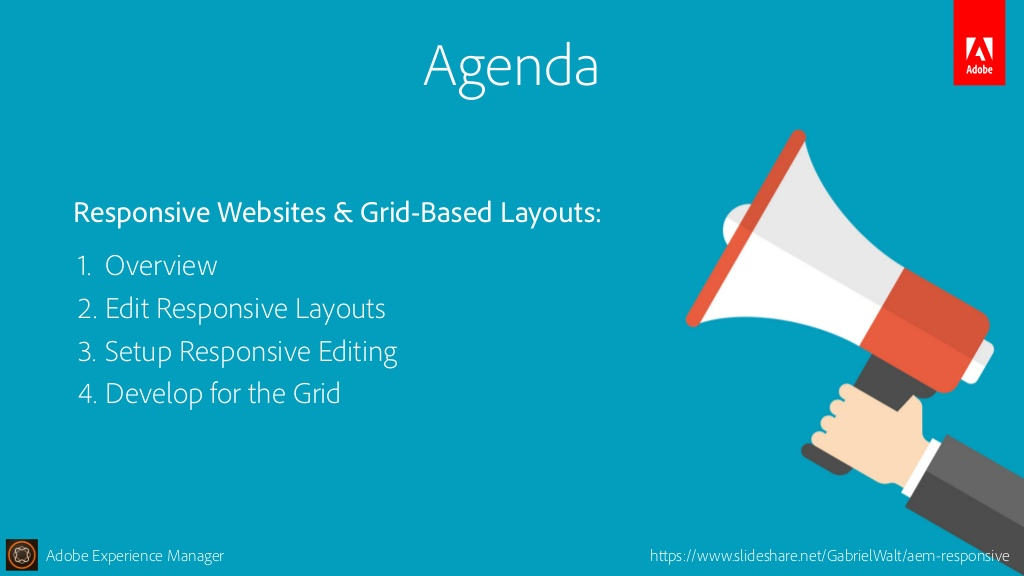 Agenda
Adobe
Responsive Websites & Grid-Based Layouts:
1. Overview
2. Edit Responsive Layouts
3. Setup Responsive Editing
4. Develop for the Grid
Adobe Experience Manager
https://www.slideshare.net/GabrielWalt/aem-responsive